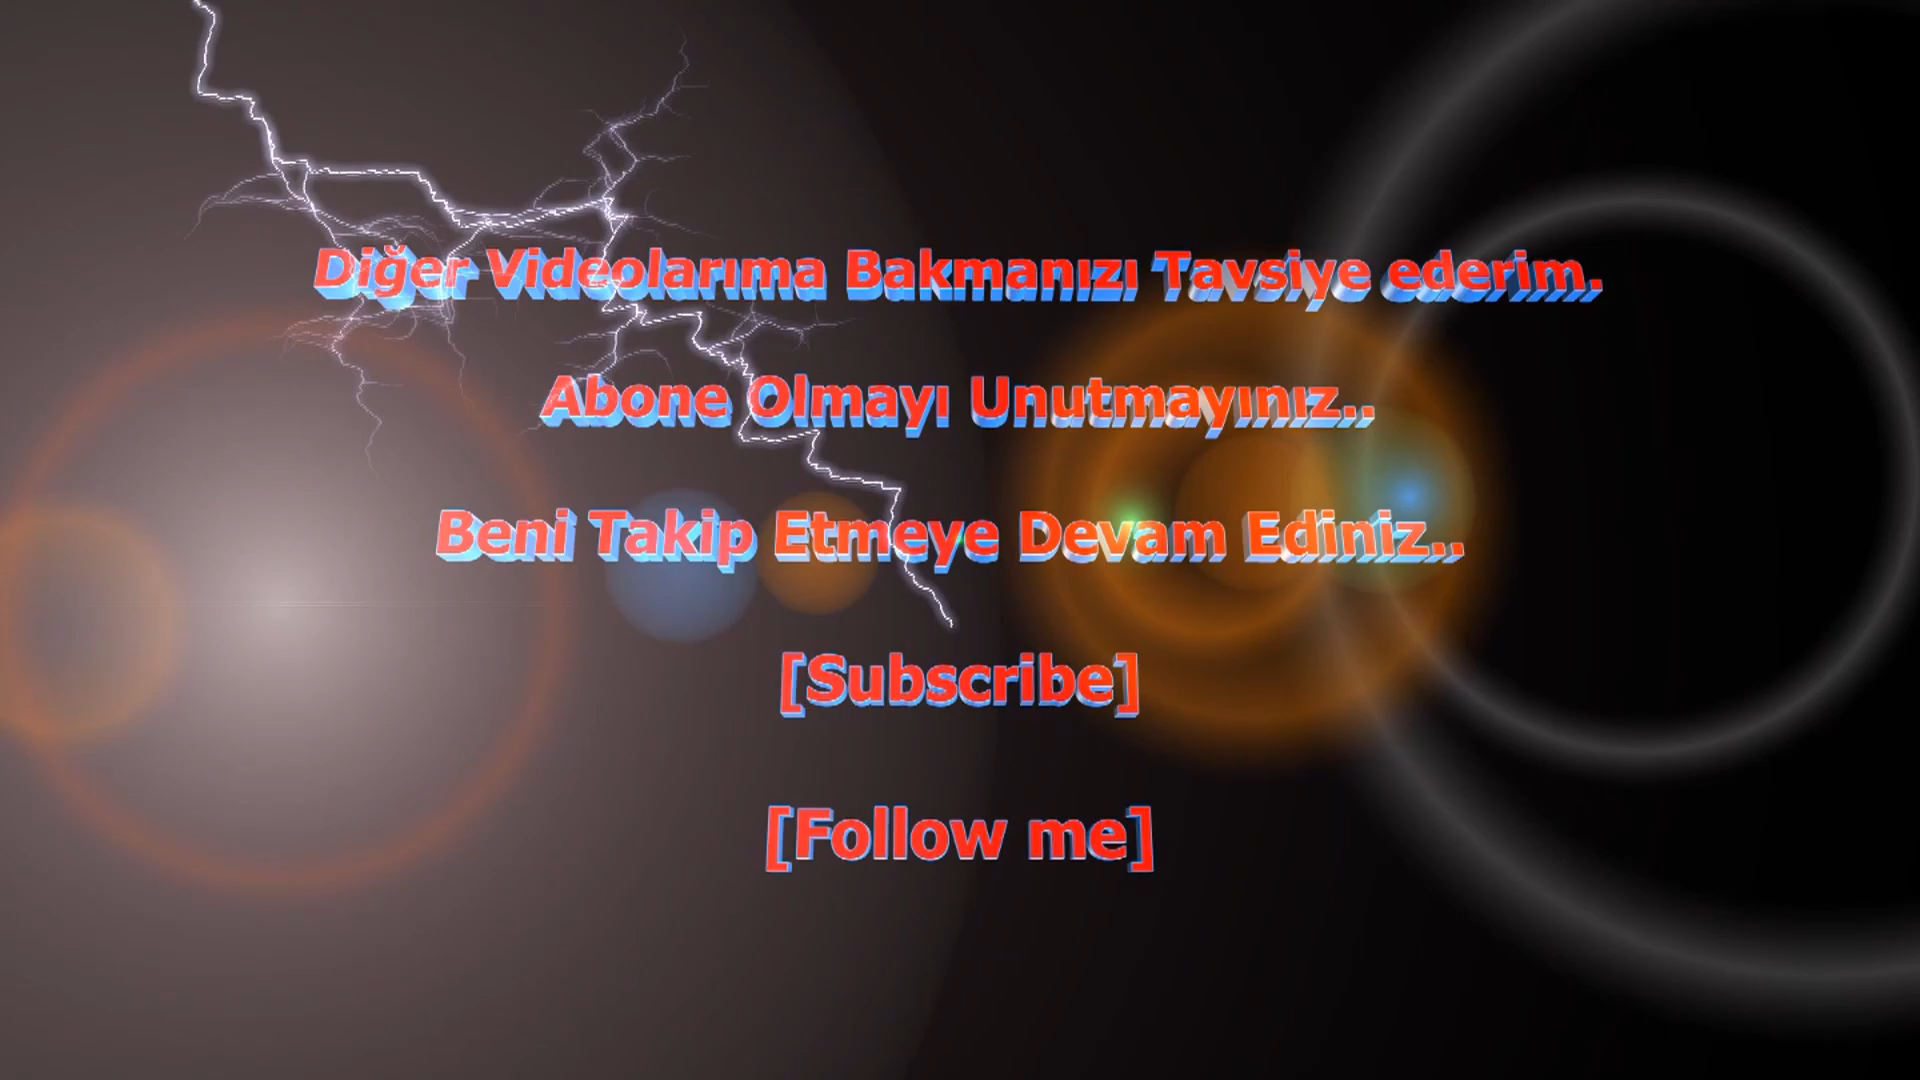 Diğer Videolarıma Bakmanızı Tavsiye ederim.
Abone Olmayı Unutmayınız..
Beni Takip Etmeye Devam Ediniz..
[Subscribe]
[Follow me]